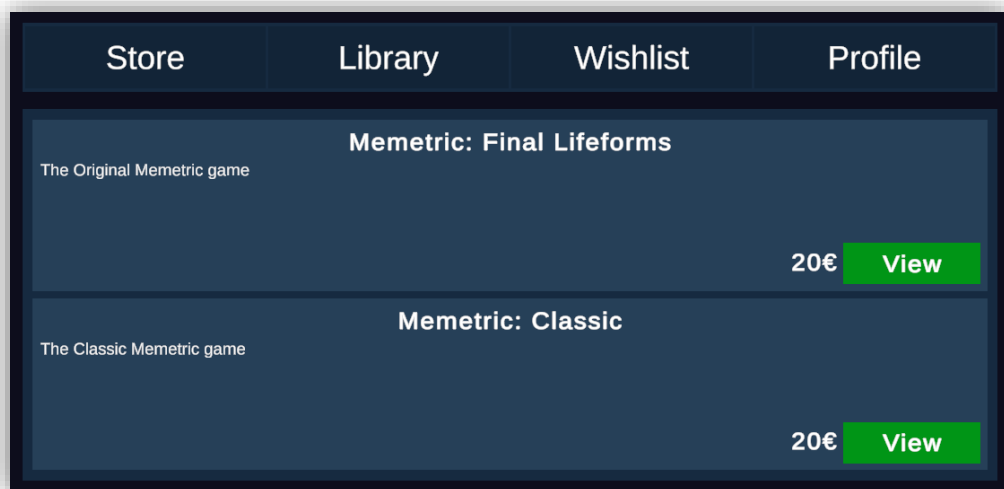 Store Library Wishlist Profile
Memetric: Final Lifeforms
The Original Memetric game
20€ View
Memetric: Classic
The Classic Memetric game
20€ View